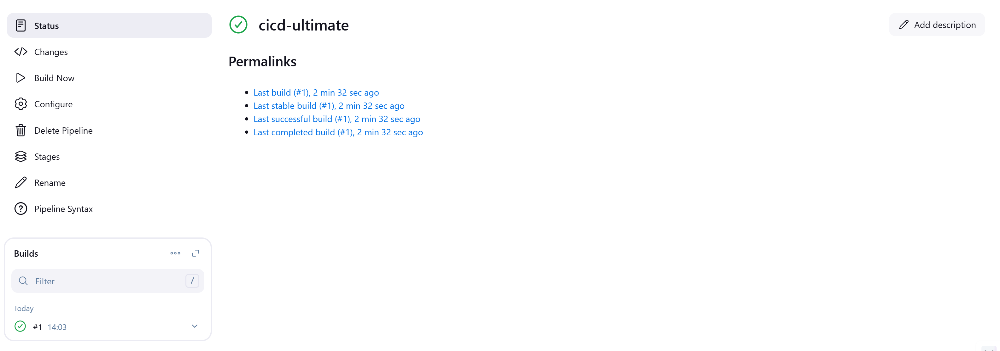 Status
Changes
Build Now
Configure
Delete Pipeline
Stages
Rename
Pipeline Syntax
Builds
Filter
/
Today
#1 14:03
cicd-ultimate
Add description
Permalinks
Last build (#1), 2 min 32 sec ago
Last stable build (#1), 2 min 32 sec ago
Last successful build (#1), 2 min 32 sec ago
Last completed build (#1), 2 min 32 sec ago